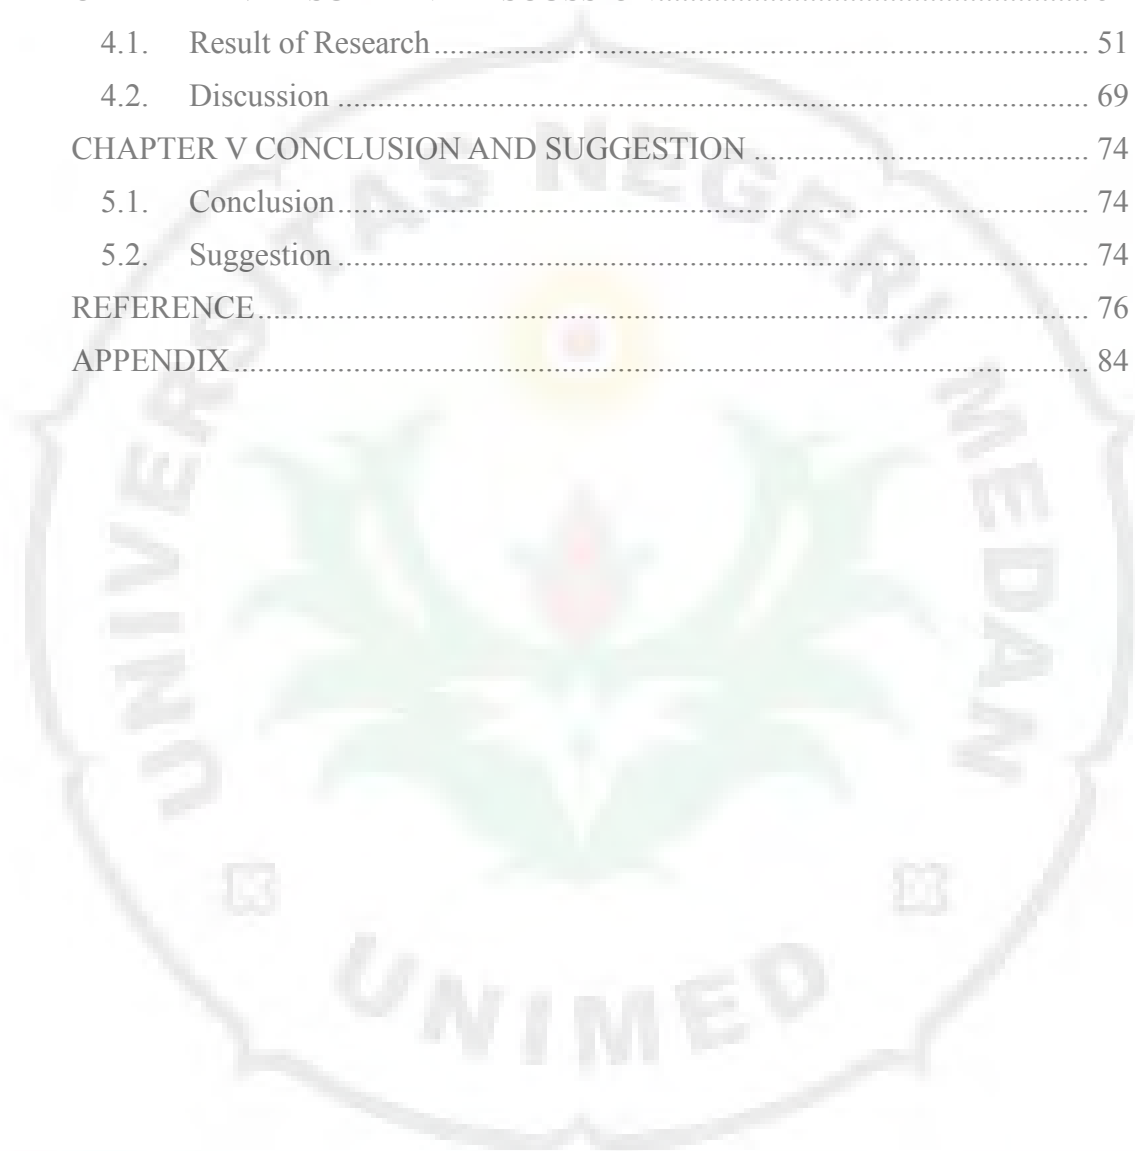 4.1. Result of Research ........................................ 51
4.2. Discussion ........................................ 69
CHAPTER V CONCLUSION AND SUGGESTION ........................................ 74
5.1. Conclusion ........................................ 74
5.2. Suggestion ........................................ 74
REFERENCE ........................................ 76
APPENDIX ........................................ 84
UNIVERSITAS NEGERI MEDAN
UNIMED